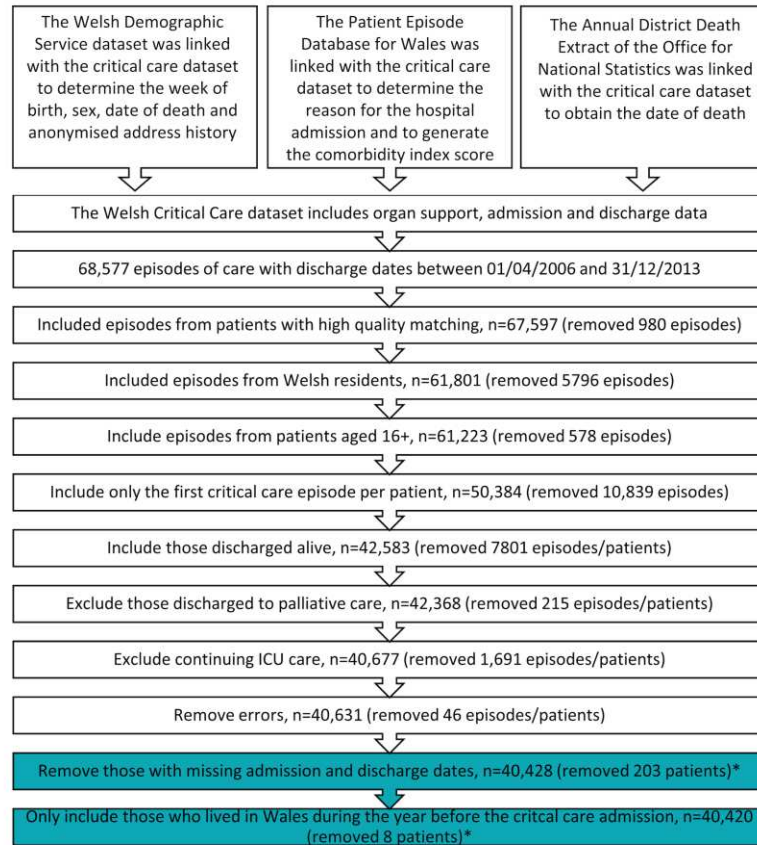 The Welsh Demographic
Service dataset was linked
with the critical care dataset
to determine the week of
birth, sex, date of death and
anonymised address history
The Patient Episode
Database for Wales was
linked with the critical care
dataset to determine the
reason for the hospital
admission and to generate
the comorbidity index score
The Annual District Death
Extract of the Office for
National Statistics was linked
with the critical care dataset
to obtain the date of death
The Welsh Critical Care dataset includes organ support, admission and discharge data
68,577 episodes of care with discharge dates between 01/04/2006 and 31/12/2013
Included episodes from patients with high quality matching, n=67,597 (removed 980 episodes)
Included episodes from Welsh residents, n=61,801 (removed 5796 episodes)
Include episodes from patients aged 16+, n=61,223 (removed 578 episodes)
Include only the first critical care episode per patient, n=50,384 (removed 10,839 episodes)
Include those discharged alive, n=42,583 (removed 7801 episodes/patients)
Exclude those discharged to palliative care, n=42,368 (removed 215 episodes/patients)
Exclude continuing ICU care, n=40,677 (removed 1,691 episodes/patients)
Remove errors, n=40,631 (removed 46 episodes/patients)
Remove those with missing admission and discharge dates, n=40,428 (removed 203 patients)*
Only include those who lived in Wales during the year before the critcal care admission, n=40,420
(removed 8 patients)*